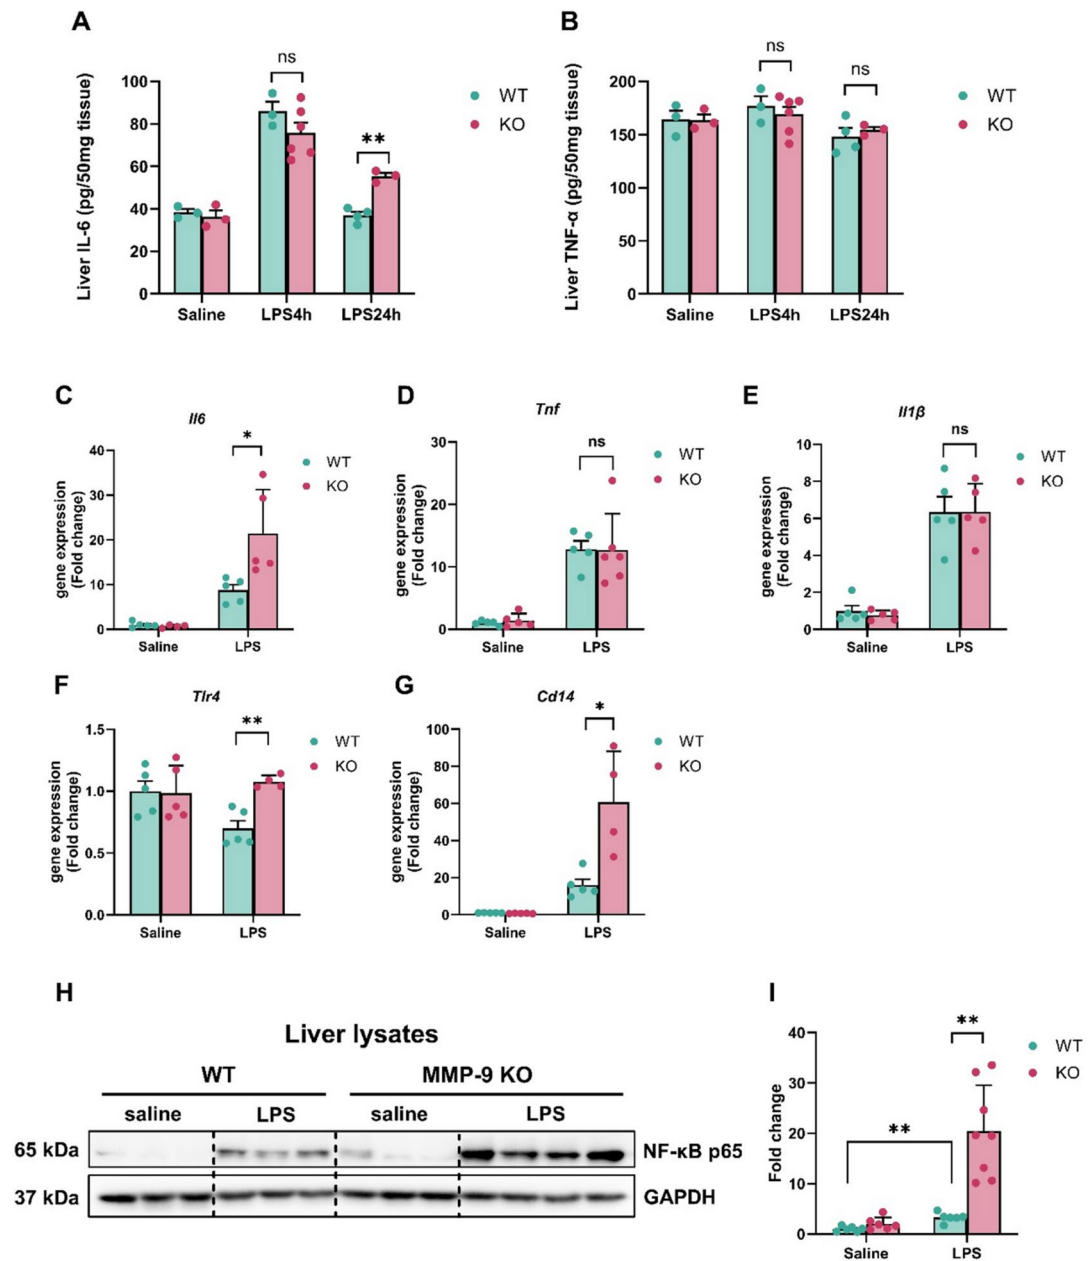 A
Liver IL-6 (pg/50mg tissue)
100
80
60
40
20
0
ns
**
Saline LPS4h LPS24h
WT
KO
B
Liver TNF-α (pg/50mg tissue)
200
150
100
50
0
ns
ns
Saline LPS4h LPS24h
WT
KO
C
Il6
gene expression
(Fold change)
40
30
20
10
0
*
Saline LPS
WT
KO
D
Tnf
gene expression
(Fold change)
30
20
10
0
ns
Saline LPS
WT
KO
E
Il1β
gene expression
(Fold change)
10
8
6
4
2
0
ns
Saline LPS
WT
KO
F
Tlr4
gene expression
(Fold change)
1.5
1.0
0.5
0.0
**
Saline LPS
WT
KO
G
Cd14
gene expression
(Fold change)
100
80
60
40
20
0
*
Saline LPS
WT
KO
H
Liver lysates
WT MMP-9 KO
saline LPS saline LPS
65 kDa NF-κB p65
37 kDa GAPDH
I
Fold change
40
30
20
10
0
**
**
Saline LPS
WT
KO